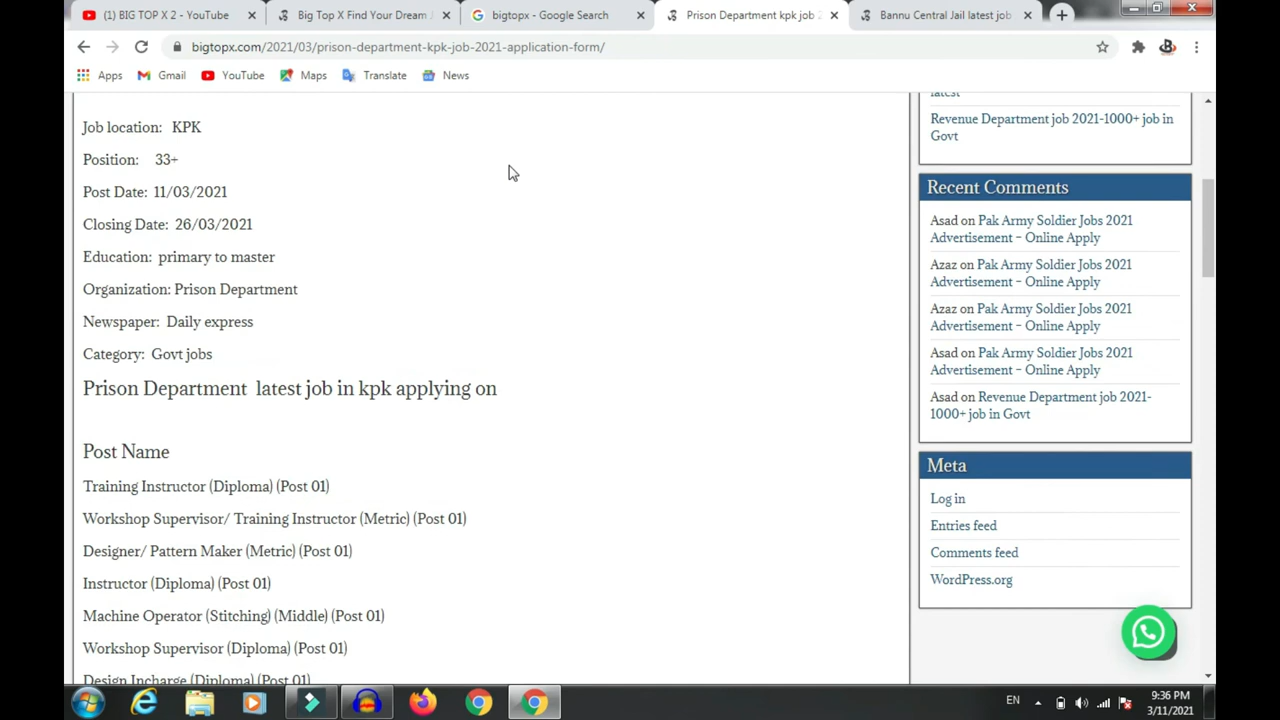 (1) BIG TOP X 2 - YouTube
Big Top X Find Your Dream J
bigtopx - Google Search
Prison Department kpk job 2
Bannu Central Jail latest job
bigtopx.com/2021/03/prison-department-kpk-job-2021-application-form/
Apps
Gmail
YouTube
Maps
Translate
News
Job location: KPK
Position: 33+
Post Date: 11/03/2021
Closing Date: 26/03/2021
Education: primary to master
Organization: Prison Department
Newspaper: Daily express
Category: Govt jobs
Prison Department latest job in kpk applying on
Post Name
Training Instructor (Diploma) (Post 01)
Workshop Supervisor/ Training Instructor (Metric) (Post 01)
Designer/ Pattern Maker (Metric) (Post 01)
Instructor (Diploma) (Post 01)
Machine Operator (Stitching) (Middle) (Post 01)
Workshop Supervisor (Diploma) (Post 01)
Design Incharge (Diploma) (Post 01)
latest
Revenue Department job 2021-1000+ job in
Govt
Recent Comments
Asad on Pak Army Soldier Jobs 2021
Advertisement – Online Apply
Azaz on Pak Army Soldier Jobs 2021
Advertisement – Online Apply
Azaz on Pak Army Soldier Jobs 2021
Advertisement – Online Apply
Asad on Pak Army Soldier Jobs 2021
Advertisement – Online Apply
Asad on Revenue Department job 2021-
1000+ job in Govt
Meta
Log in
Entries feed
Comments feed
WordPress.org
EN
9:36 PM
3/11/2021